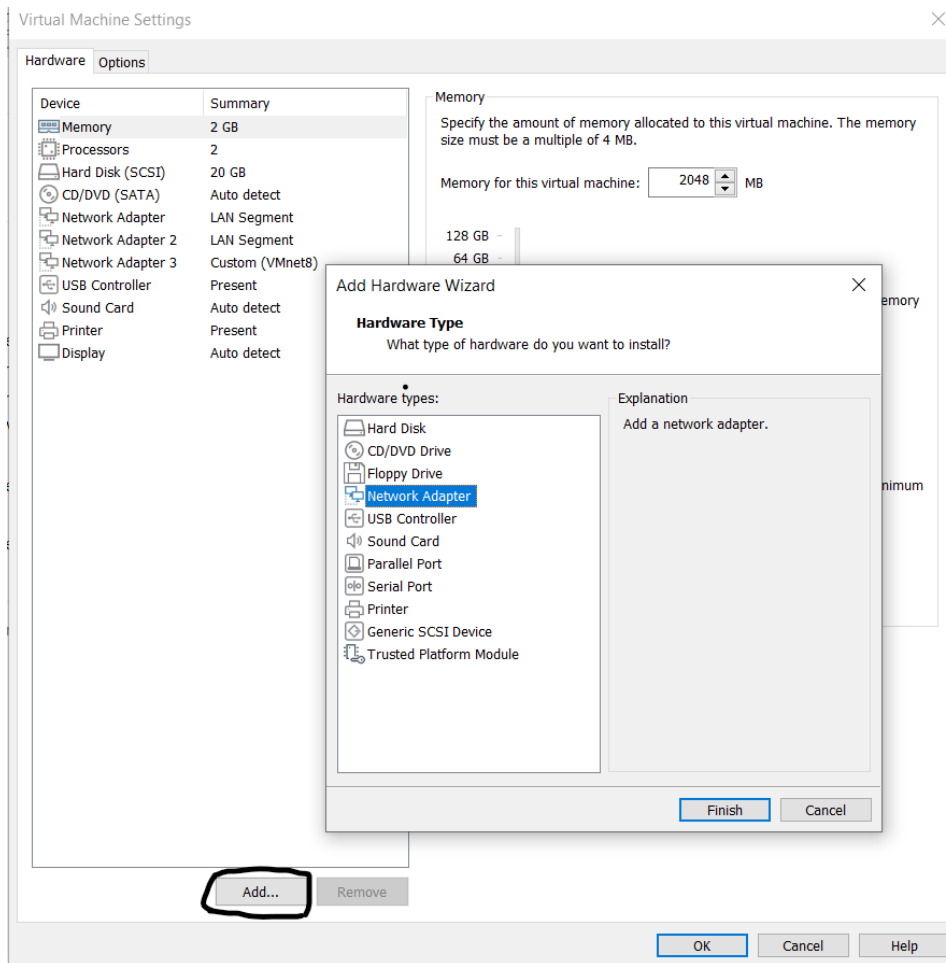 Virtual Machine Settings
Hardware
Options
Device Summary
Memory 2 GB
Processors 2
Hard Disk (SCSI) 20 GB
CD/DVD (SATA) Auto detect
Network Adapter LAN Segment
Network Adapter 2 LAN Segment
Network Adapter 3 Custom (VMnet8)
USB Controller Present
Sound Card Auto detect
Printer Present
Display Auto detect
Add...
Remove
Memory
Specify the amount of memory allocated to this virtual machine. The memory
size must be a multiple of 4 MB.
Memory for this virtual machine: 2048 MB
128 GB
64 GB
emory
nimum
Add Hardware Wizard
Hardware Type
What type of hardware do you want to install?
Hardware types:
Hard Disk
CD/DVD Drive
Floppy Drive
Network Adapter
USB Controller
Sound Card
Parallel Port
Serial Port
Printer
Generic SCSI Device
Trusted Platform Module
Explanation
Add a network adapter.
Finish
Cancel
OK
Cancel
Help